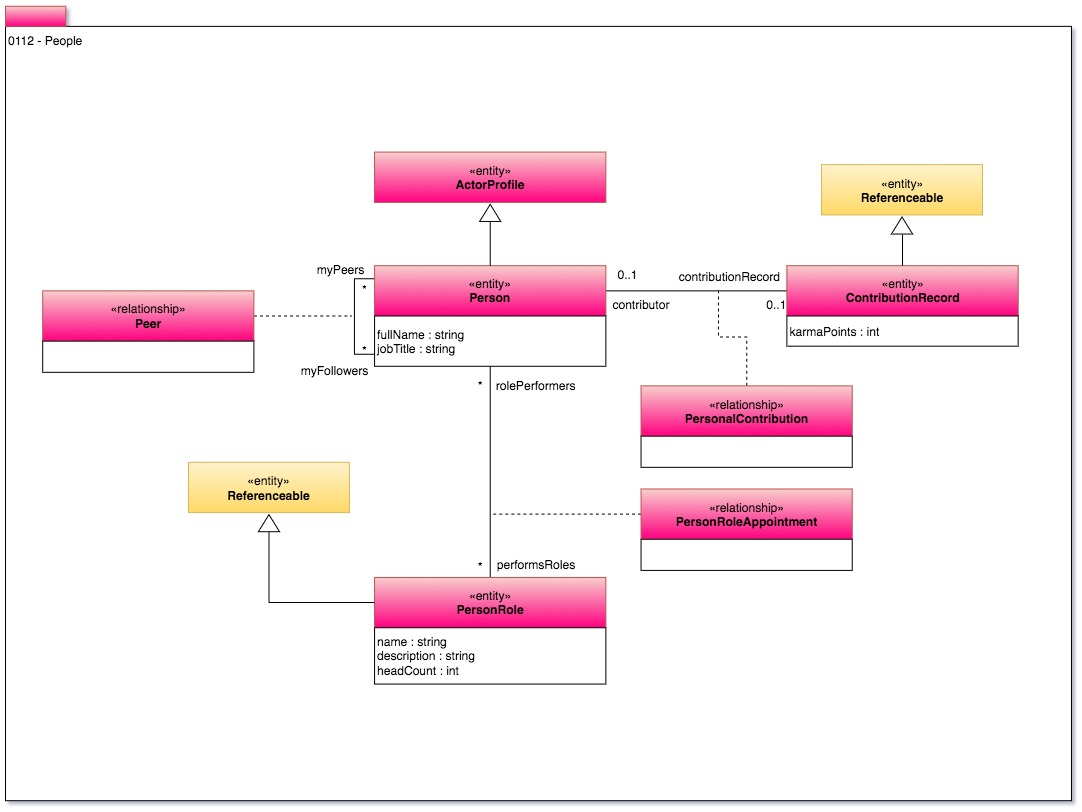 0112 - People
«entity»
ActorProfile
«entity»
Referenceable
myPeers
*
«entity»
Person
fullName : string
jobTitle : string
*
myFollowers
0..1
contributor
contributionRecord
0..1
«entity»
ContributionRecord
karmaPoints : int
«relationship»
Peer
* rolePerformers
«relationship»
PersonalContribution
«entity»
Referenceable
«relationship»
PersonRoleAppointment
* performsRoles
«entity»
PersonRole
name : string
description : string
headCount : int